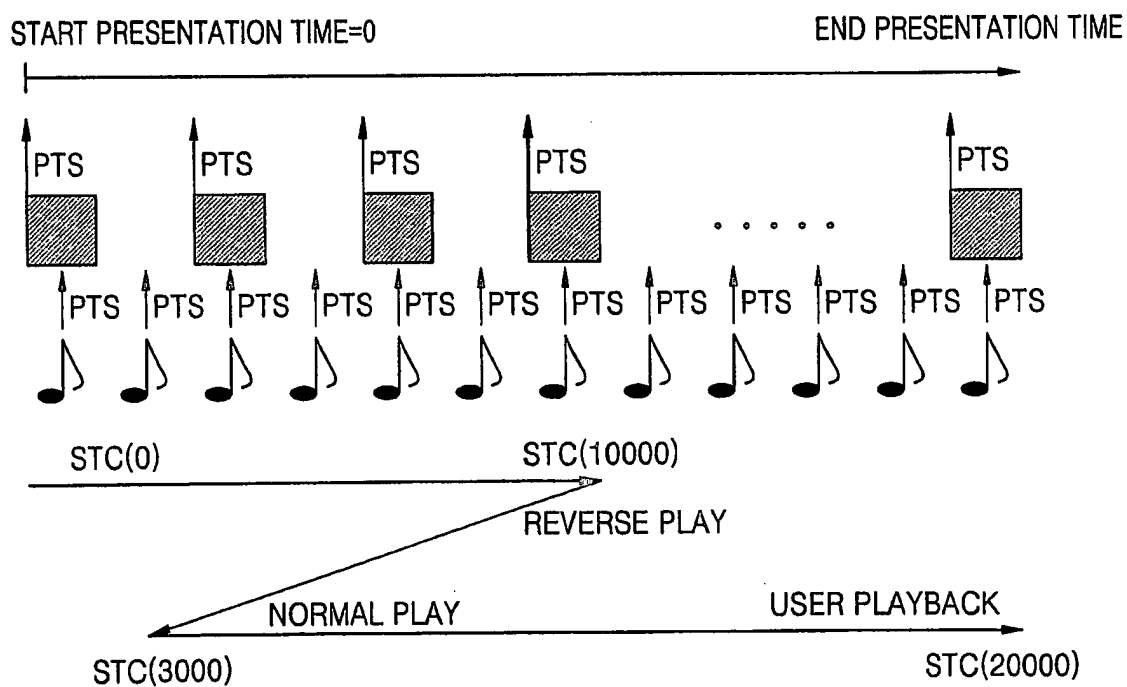 START PRESENTATION TIME=0 END PRESENTATION TIME
PTS PTS PTS PTS PTS
PTS PTS PTS PTS PTS PTS PTS PTS PTS PTS PTS PTS
STC(0) STC(10000)
REVERSE PLAY
NORMAL PLAY USER PLAYBACK
STC(3000) STC(20000)